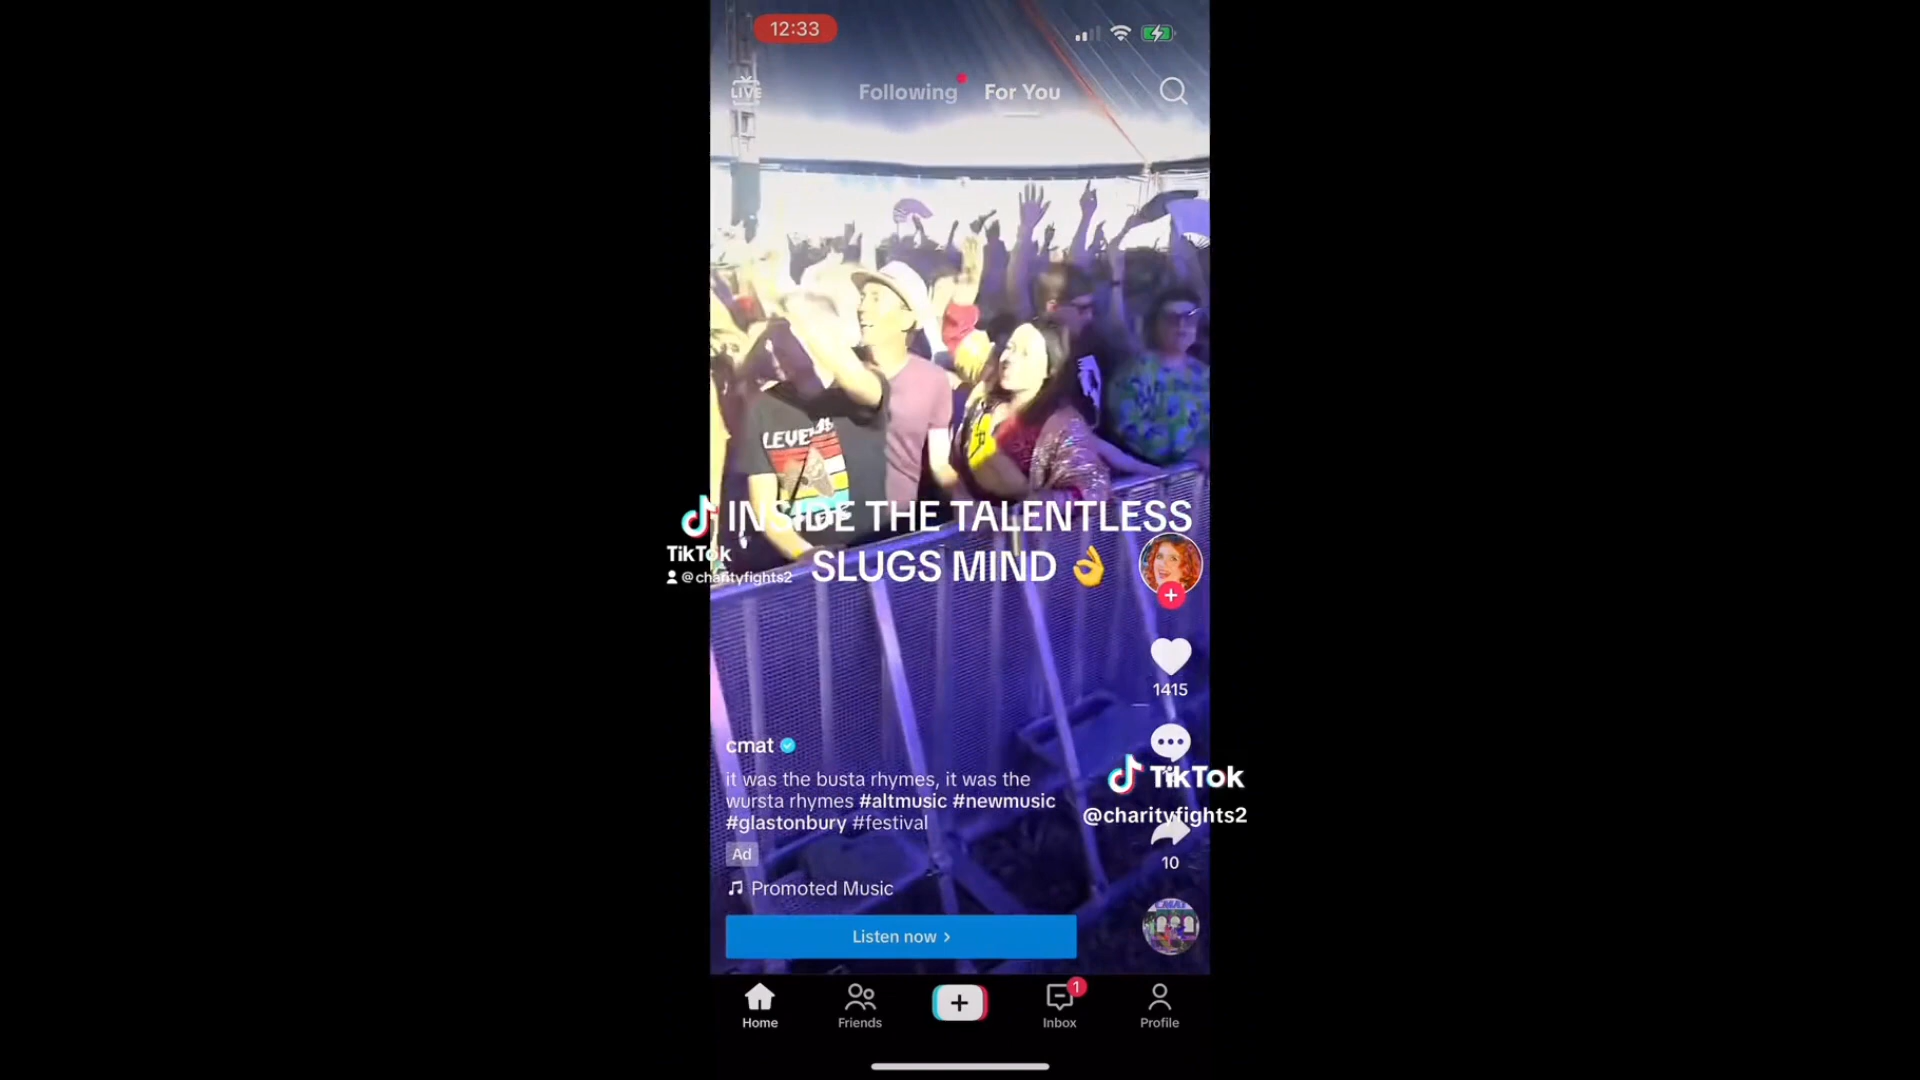 12:33
LIVE
Following
For You
INSIDE THE TALENTLESS
SLUGS MIND 👌
TikTok
@charityfights2
1415
cmat
it was the busta rhymes, it was the
wursta rhymes #altmusic #newmusic
#glastonbury #festival
TikTok
@charityfights2
10
Ad
Promoted Music
Listen now >
Home
Friends
1
Inbox
Profile